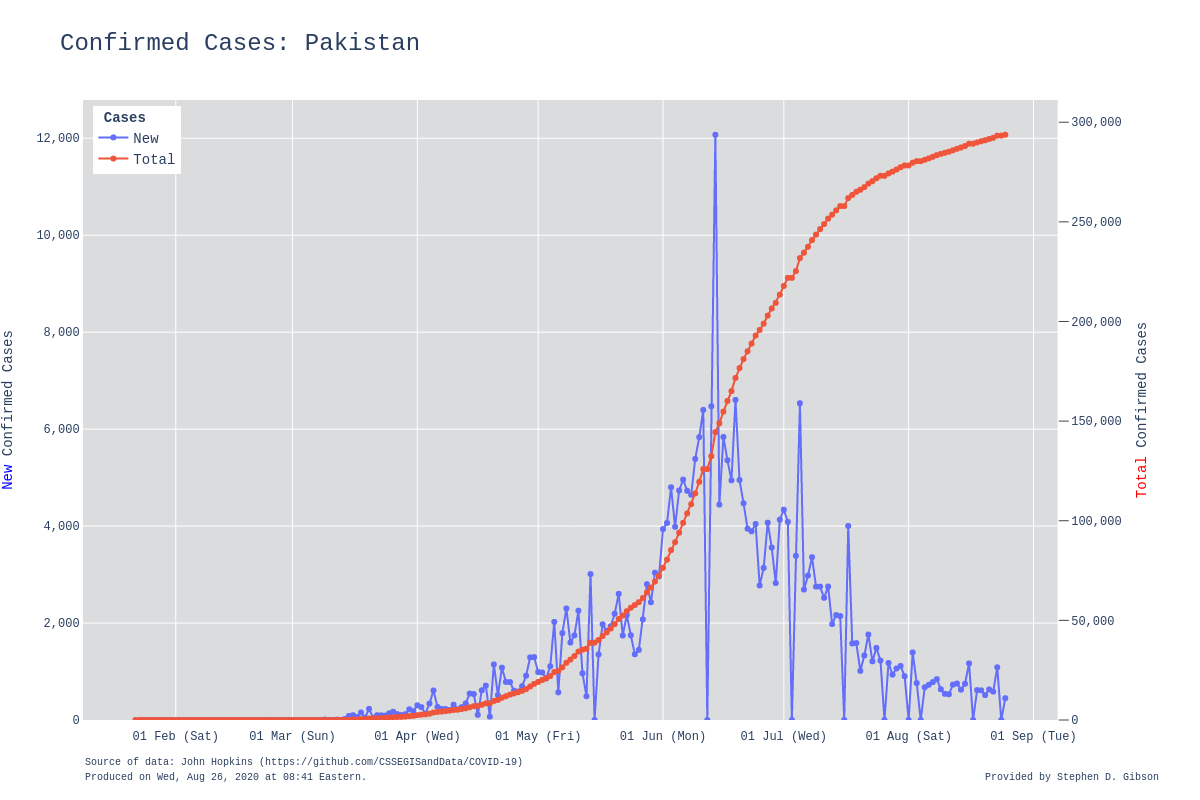 Confirmed Cases: Pakistan
Cases
New
Total
12,000
10,000
8,000
6,000
4,000
2,000
0
New Confirmed Cases
300,000
250,000
200,000
150,000
100,000
50,000
0
Total Confirmed Cases
01 Feb (Sat) 01 Mar (Sun) 01 Apr (Wed) 01 May (Fri) 01 Jun (Mon) 01 Jul (Wed) 01 Aug (Sat) 01 Sep (Tue)
Source of data: John Hopkins (https://github.com/CSSEGISandData/COVID-19)
Produced on Wed, Aug 26, 2020 at 08:41 Eastern.
Provided by Stephen D. Gibson